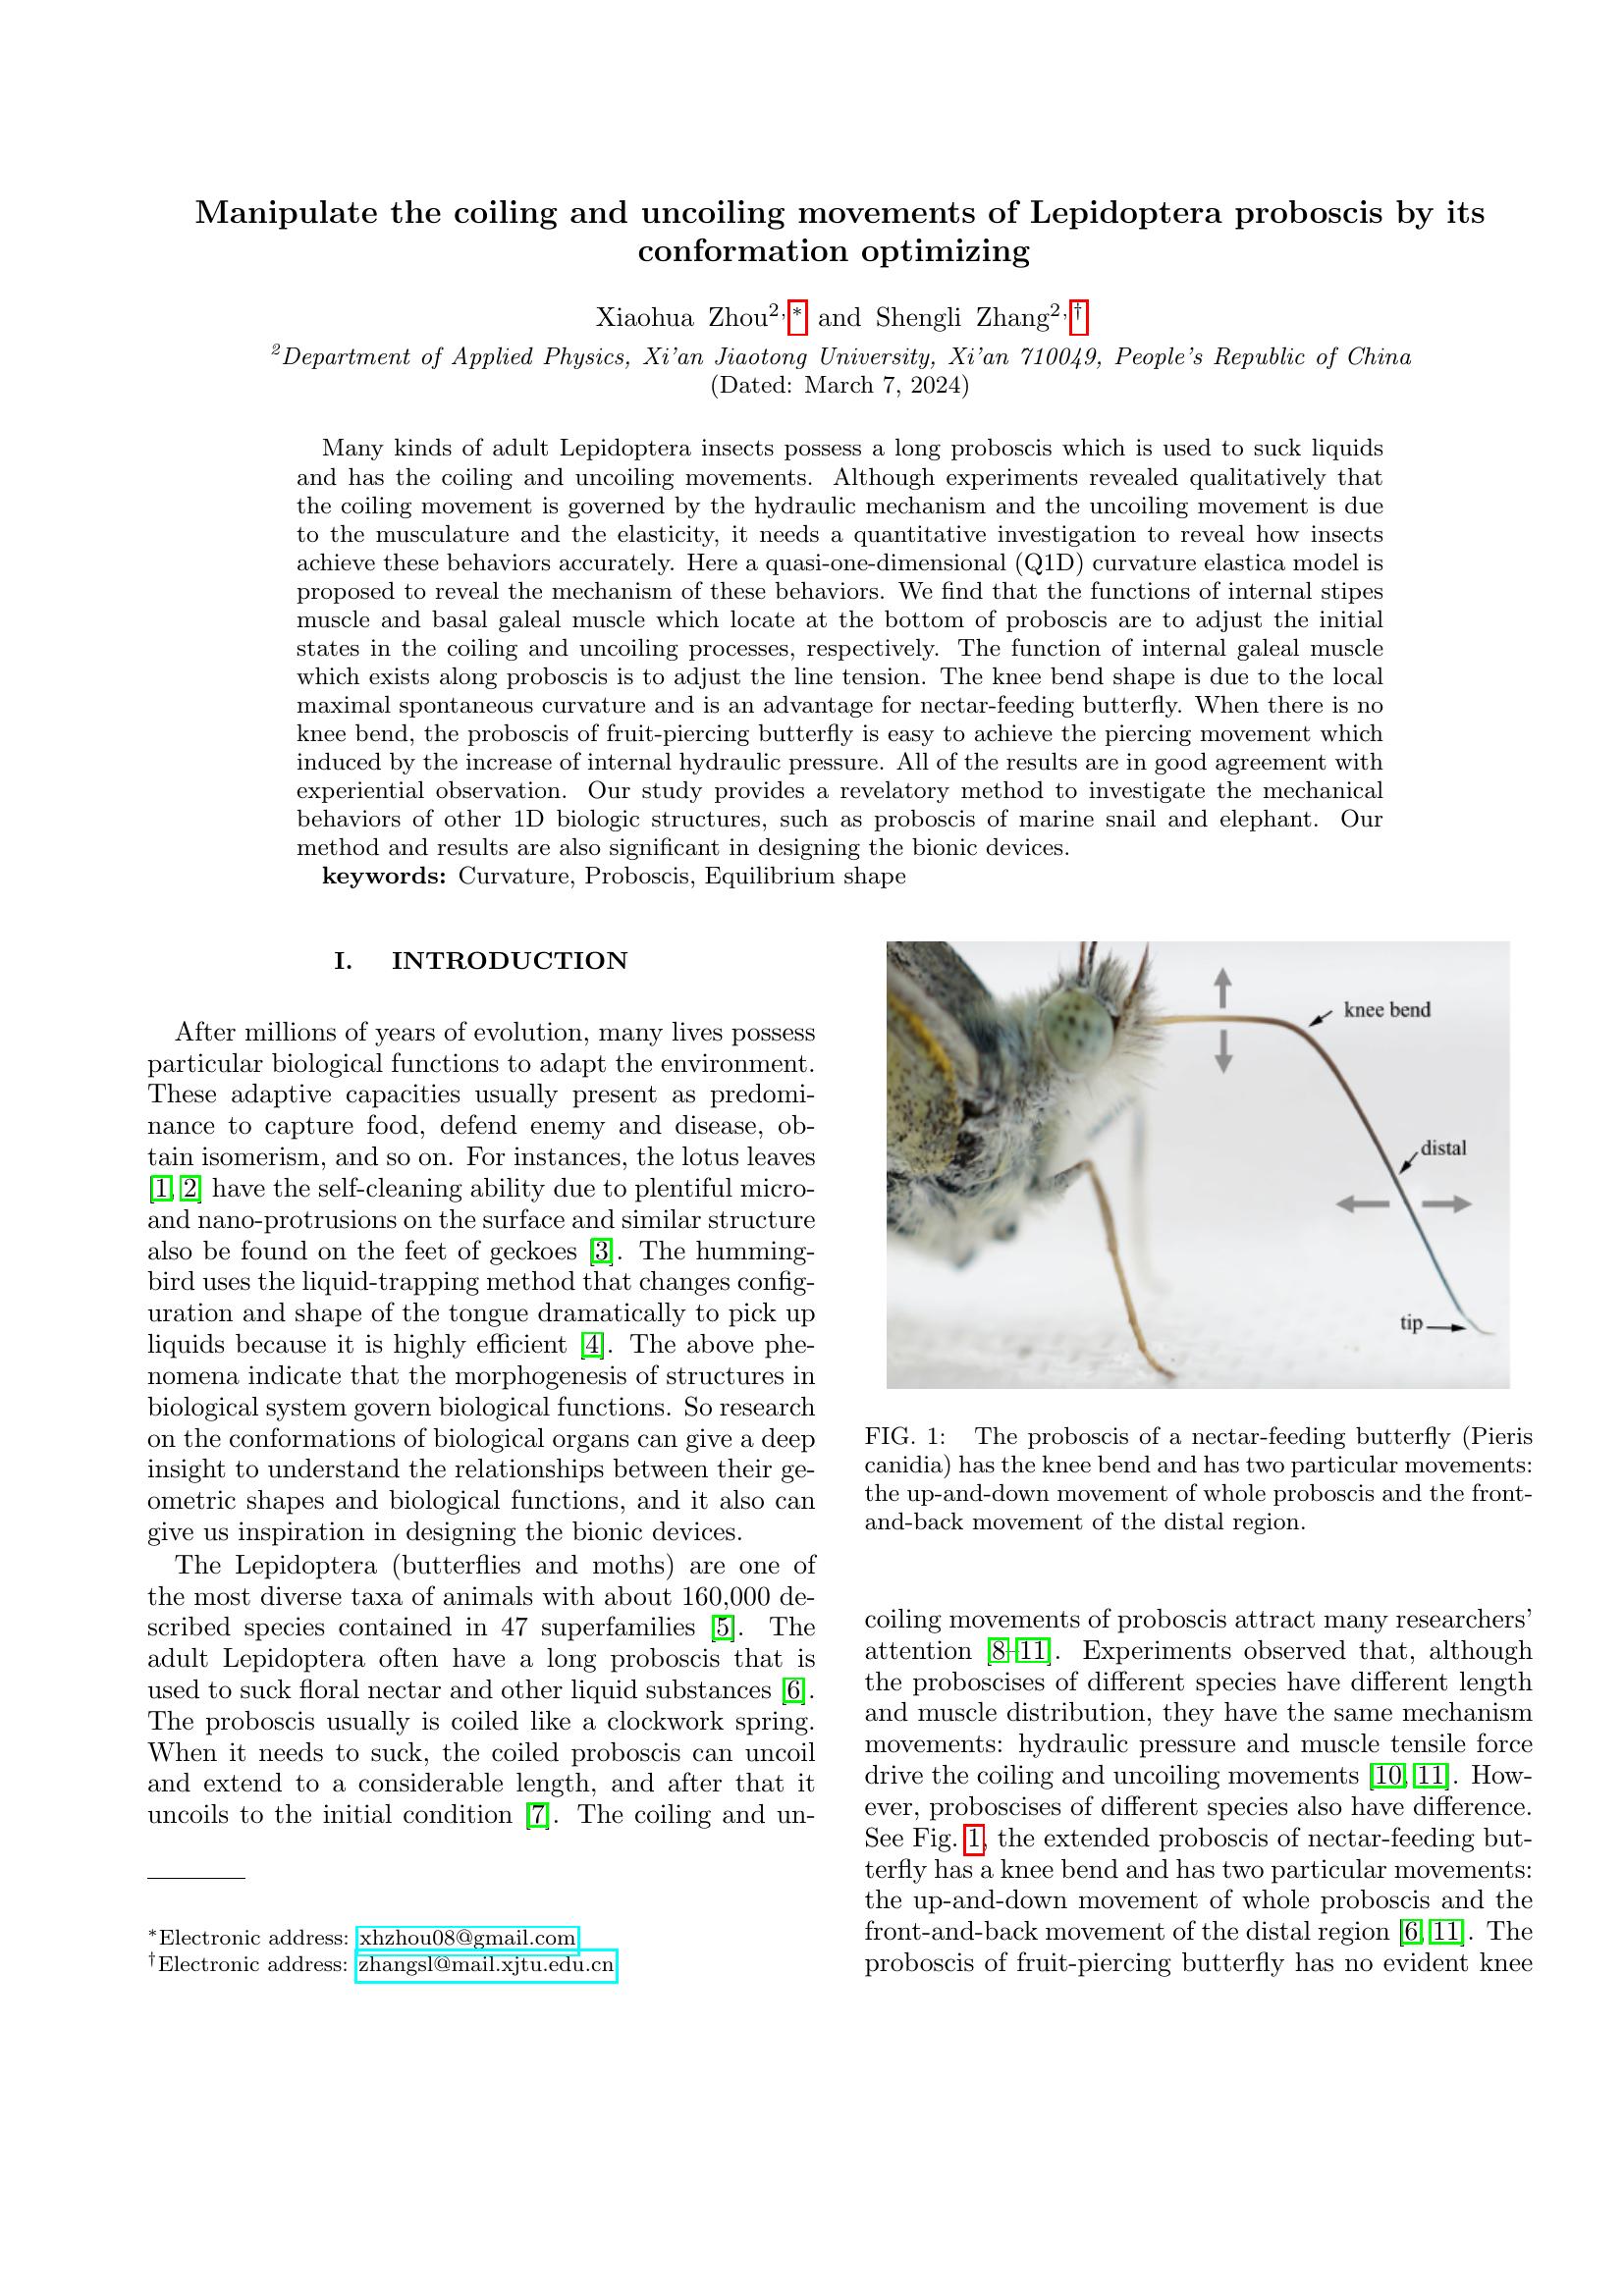 Manipulate the coiling and uncoiling movements of Lepidoptera proboscis by its
conformation optimizing
Xiaohua Zhou2,* and Shengli Zhang2,†
2Department of Applied Physics, Xi'an Jiaotong University, Xi'an 710049, People's Republic of China
(Dated: March 7, 2024)
Many kinds of adult Lepidoptera insects possess a long proboscis which is used to suck liquids
and has the coiling and uncoiling movements. Although experiments revealed qualitatively that
the coiling movement is governed by the hydraulic mechanism and the uncoiling movement is due
to the musculature and the elasticity, it needs a quantitative investigation to reveal how insects
achieve these behaviors accurately. Here a quasi-one-dimensional (Q1D) curvature elastica model is
proposed to reveal the mechanism of these behaviors. We find that the functions of internal stipes
muscle and basal galeal muscle which locate at the bottom of proboscis are to adjust the initial
states in the coiling and uncoiling processes, respectively. The function of internal galeal muscle
which exists along proboscis is to adjust the line tension. The knee bend shape is due to the local
maximal spontaneous curvature and is an advantage for nectar-feeding butterfly. When there is no
knee bend, the proboscis of fruit-piercing butterfly is easy to achieve the piercing movement which
induced by the increase of internal hydraulic pressure. All of the results are in good agreement with
experiential observation. Our study provides a revelatory method to investigate the mechanical
behaviors of other 1D biologic structures, such as proboscis of marine snail and elephant. Our
method and results are also significant in designing the bionic devices.
keywords: Curvature, Proboscis, Equilibrium shape
I. INTRODUCTION
After millions of years of evolution, many lives possess
particular biological functions to adapt the environment.
These adaptive capacities usually present as predomi-
nance to capture food, defend enemy and disease, ob-
tain isomerism, and so on. For instances, the lotus leaves
[1, 2] have the self-cleaning ability due to plentiful micro-
and nano-protrusions on the surface and similar structure
also be found on the feet of geckoes [3]. The humming-
bird uses the liquid-trapping method that changes config-
uration and shape of the tongue dramatically to pick up
liquids because it is highly efficient [4]. The above phe-
nomena indicate that the morphogenesis of structures in
biological system govern biological functions. So research
on the conformations of biological organs can give a deep
insight to understand the relationships between their ge-
ometric shapes and biological functions, and it also can
give us inspiration in designing the bionic devices.
The Lepidoptera (butterflies and moths) are one of
the most diverse taxa of animals with about 160,000 de-
scribed species contained in 47 superfamilies [5]. The
adult Lepidoptera often have a long proboscis that is
used to suck floral nectar and other liquid substances [6].
The proboscis usually is coiled like a clockwork spring.
When it needs to suck, the coiled proboscis can uncoil
and extend to a considerable length, and after that it
uncoils to the initial condition [7]. The coiling and un-
*Electronic address: xhzhou08@gmail.com
†Electronic address: zhangsl@mail.xjtu.edu.cn
knee bend
distal
tip
FIG. 1: The proboscis of a nectar-feeding butterfly (Pieris
canidia) has the knee bend and has two particular movements:
the up-and-down movement of whole proboscis and the front-
and-back movement of the distal region.
coiling movements of proboscis attract many researchers'
attention [8–11]. Experiments observed that, although
the proboscises of different species have different length
and muscle distribution, they have the same mechanism
movements: hydraulic pressure and muscle tensile force
drive the coiling and uncoiling movements [10, 11]. How-
ever, proboscises of different species also have difference.
See Fig. 1, the extended proboscis of nectar-feeding but-
terfly has a knee bend and has two particular movements:
the up-and-down movement of whole proboscis and the
front-and-back movement of the distal region [6, 11]. The
proboscis of fruit-piercing butterfly has no evident knee